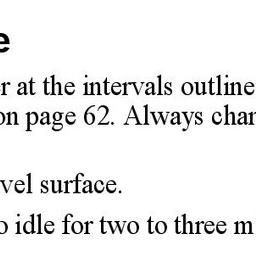 e
r at the intervals outline
on page 62. Always chan
vel surface.
o idle for two to three m